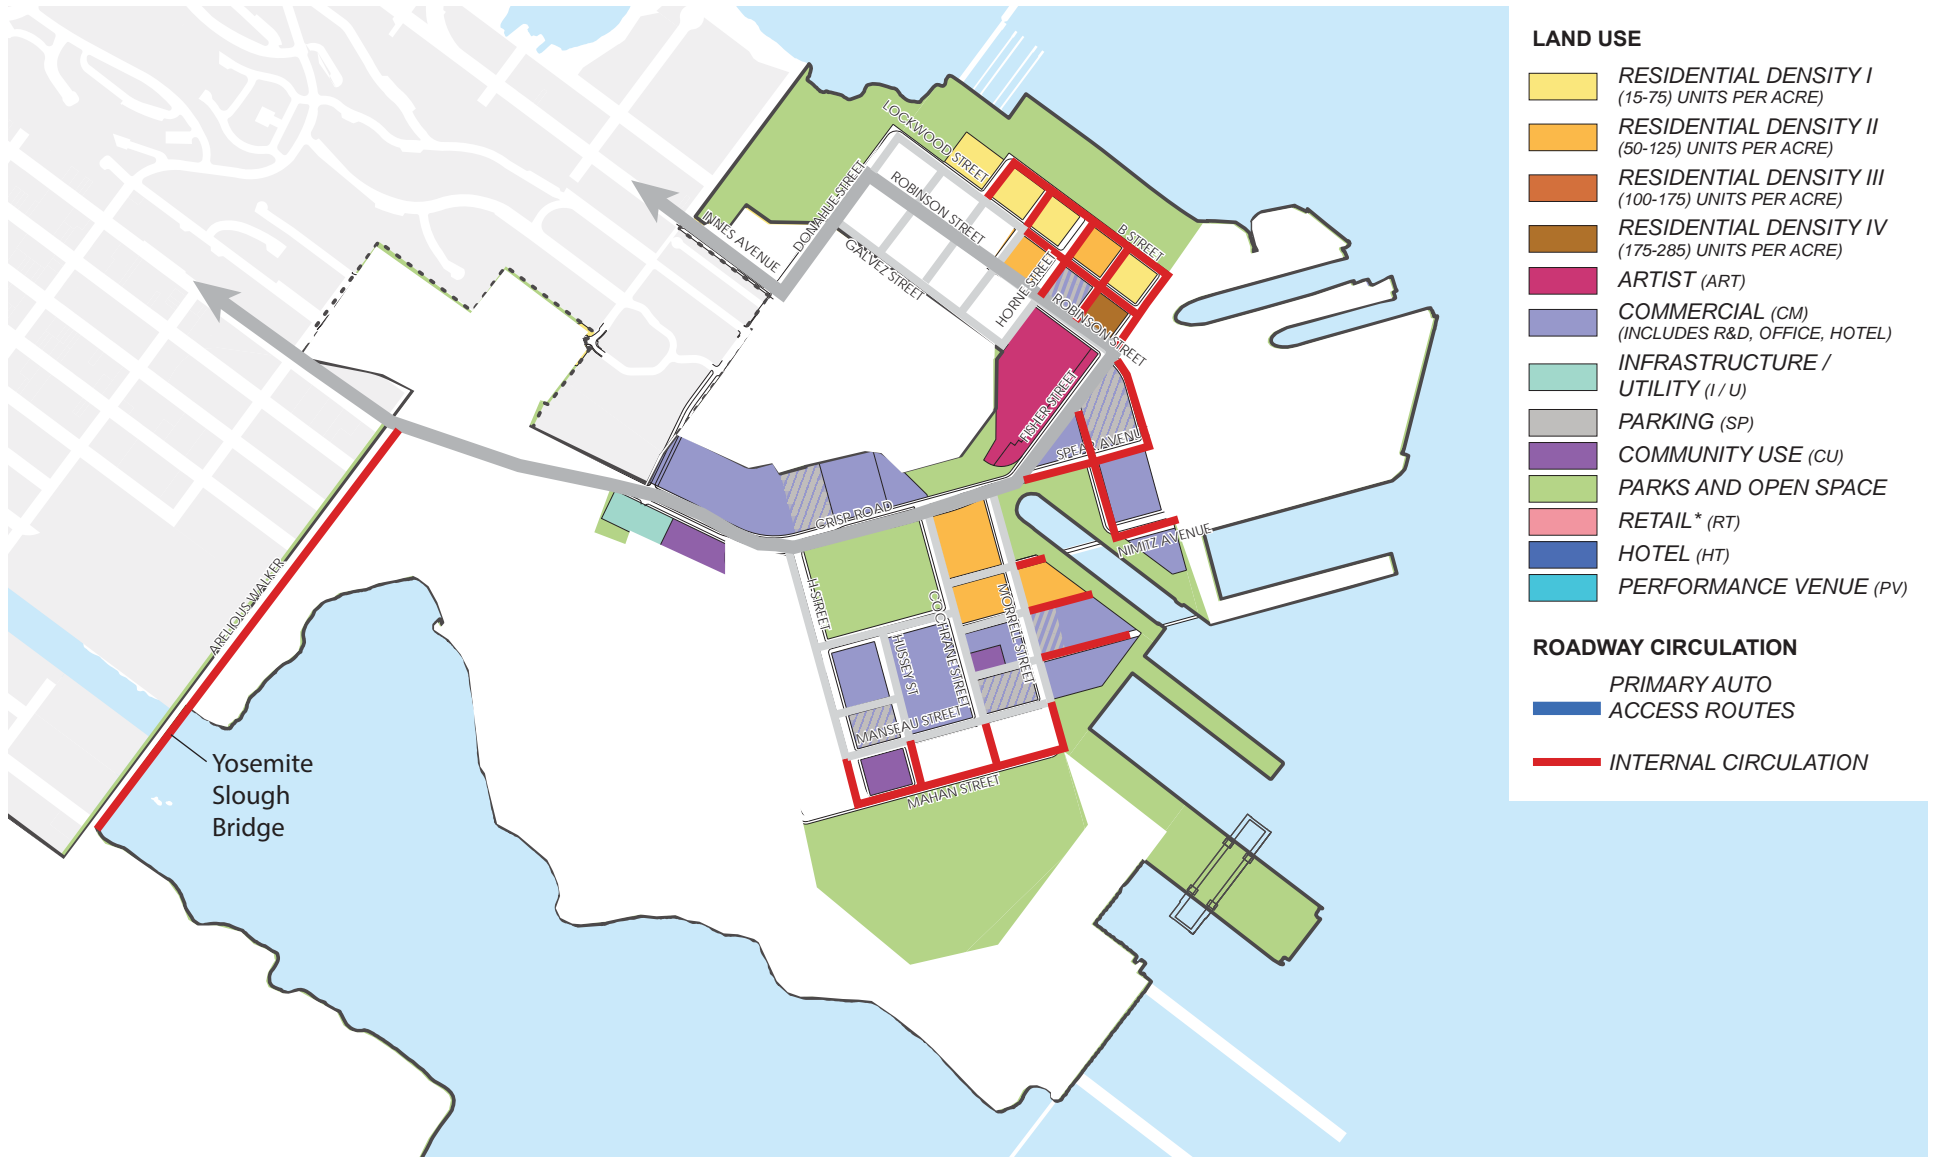 LAND USE
RESIDENTIAL DENSITY I
(15-75) UNITS PER ACRE)
RESIDENTIAL DENSITY II
(50-125) UNITS PER ACRE)
RESIDENTIAL DENSITY III
(100-175) UNITS PER ACRE)
RESIDENTIAL DENSITY IV
(175-285) UNITS PER ACRE)
ARTIST (ART)
COMMERCIAL (CM)
(INCLUDES R&D, OFFICE, HOTEL)
INFRASTRUCTURE /
UTILITY (I / U)
PARKING (SP)
COMMUNITY USE (CU)
PARKS AND OPEN SPACE
RETAIL* (RT)
HOTEL (HT)
PERFORMANCE VENUE (PV)
ROADWAY CIRCULATION
PRIMARY AUTO
ACCESS ROUTES
INTERNAL CIRCULATION
LOCKWOOD STREET
ROBINSON STREET
DONAHUE STREET
INNES AVENUE
GALVEZ STREET
HORNE STREET
B STREET
ROBINSON STREET
FISHER STREET
SPEAR AVENU
CRISP ROAD
NIMITZ AVENUE
H-STREET
HUSSEY ST
COCHRANE STREET
MORRELL STREET
MANSEAU STREET
MAHAN STREET
ARELIOUS WALKER
Yosemite
Slough
Bridge